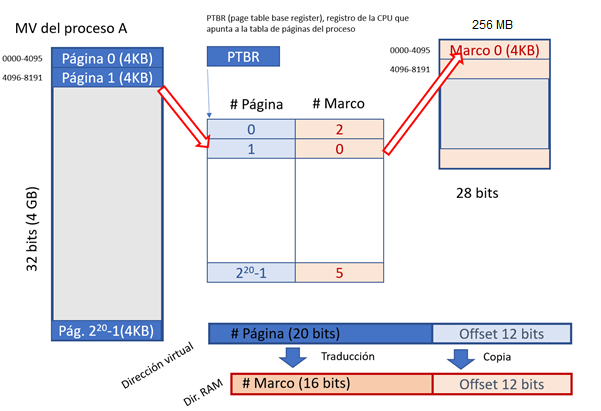 MV del proceso A
PTBR (page table base register), registro de la CPU que
apunta a la tabla de páginas del proceso
256 MB
0000-4095
Página 0 (4KB)
4096-8191
Página 1 (4KB)
PTBR
0000-4095
Marco 0 (4KB)
4096-8191
# Página
# Marco
0
2
1
0
2²⁰-1
5
28 bits
32 bits (4 GB)
Pág. 2²⁰-1(4KB)
Dirección virtual
# Página (20 bits)
Offset 12 bits
Traducción
Copia
Dir. RAM
# Marco (16 bits)
Offset 12 bits